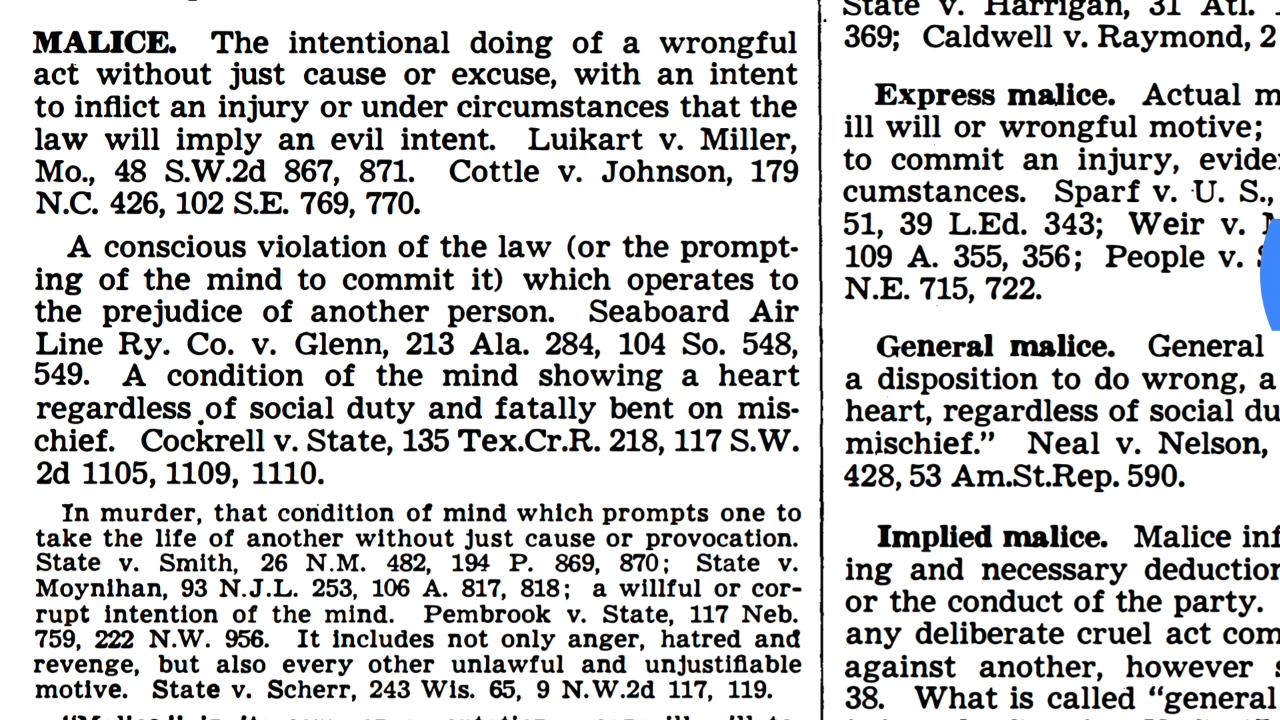 MALICE. The intentional doing of a wrongful
act without just cause or excuse, with an intent
to inflict an injury or under circumstances that the
law will imply an evil intent. Luikart v. Miller,
Mo., 48 S.W.2d 867, 871. Cottle v. Johnson, 179
N.C. 426, 102 S.E. 769, 770.
A conscious violation of the law (or the prompt-
ing of the mind to commit it) which operates to
the prejudice of another person. Seaboard Air
Line Ry. Co. v. Glenn, 213 Ala. 284, 104 So. 548,
549. A condition of the mind showing a heart
regardless of social duty and fatally bent on mis-
chief. Cockrell v. State, 135 Tex.Cr.R. 218, 117 S.W.
2d 1105, 1109, 1110.
In murder, that condition of mind which prompts one to
take the life of another without just cause or provocation.
State v. Smith, 26 N.M. 482, 194 P. 869, 870; State v.
Moynihan, 93 N.J.L. 253, 106 A. 817, 818; a willful or cor-
rupt intention of the mind. Pembrook v. State, 117 Neb.
759, 222 N.W. 956. It includes not only anger, hatred and
revenge, but also every other unlawful and unjustifiable
motive. State v. Scherr, 243 Wis. 65, 9 N.W.2d 117, 119.
State v. Harrigan, 31 Atl.
369; Caldwell v. Raymond, 2
Express malice. Actual m
ill will or wrongful motive;
to commit an injury, evide
cumstances. Sparf v. U. S.,
51, 39 L.Ed. 343; Weir v.
109 A. 355, 356; People v.
N.E. 715, 722.
General malice. General
a disposition to do wrong, a
heart, regardless of social du
mischief." Neal v. Nelson,
428, 53 Am.St.Rep. 590.
Implied malice. Malice inf
ing and necessary deduction
or the conduct of the party.
any deliberate cruel act com
against another, however s
38. What is called "general